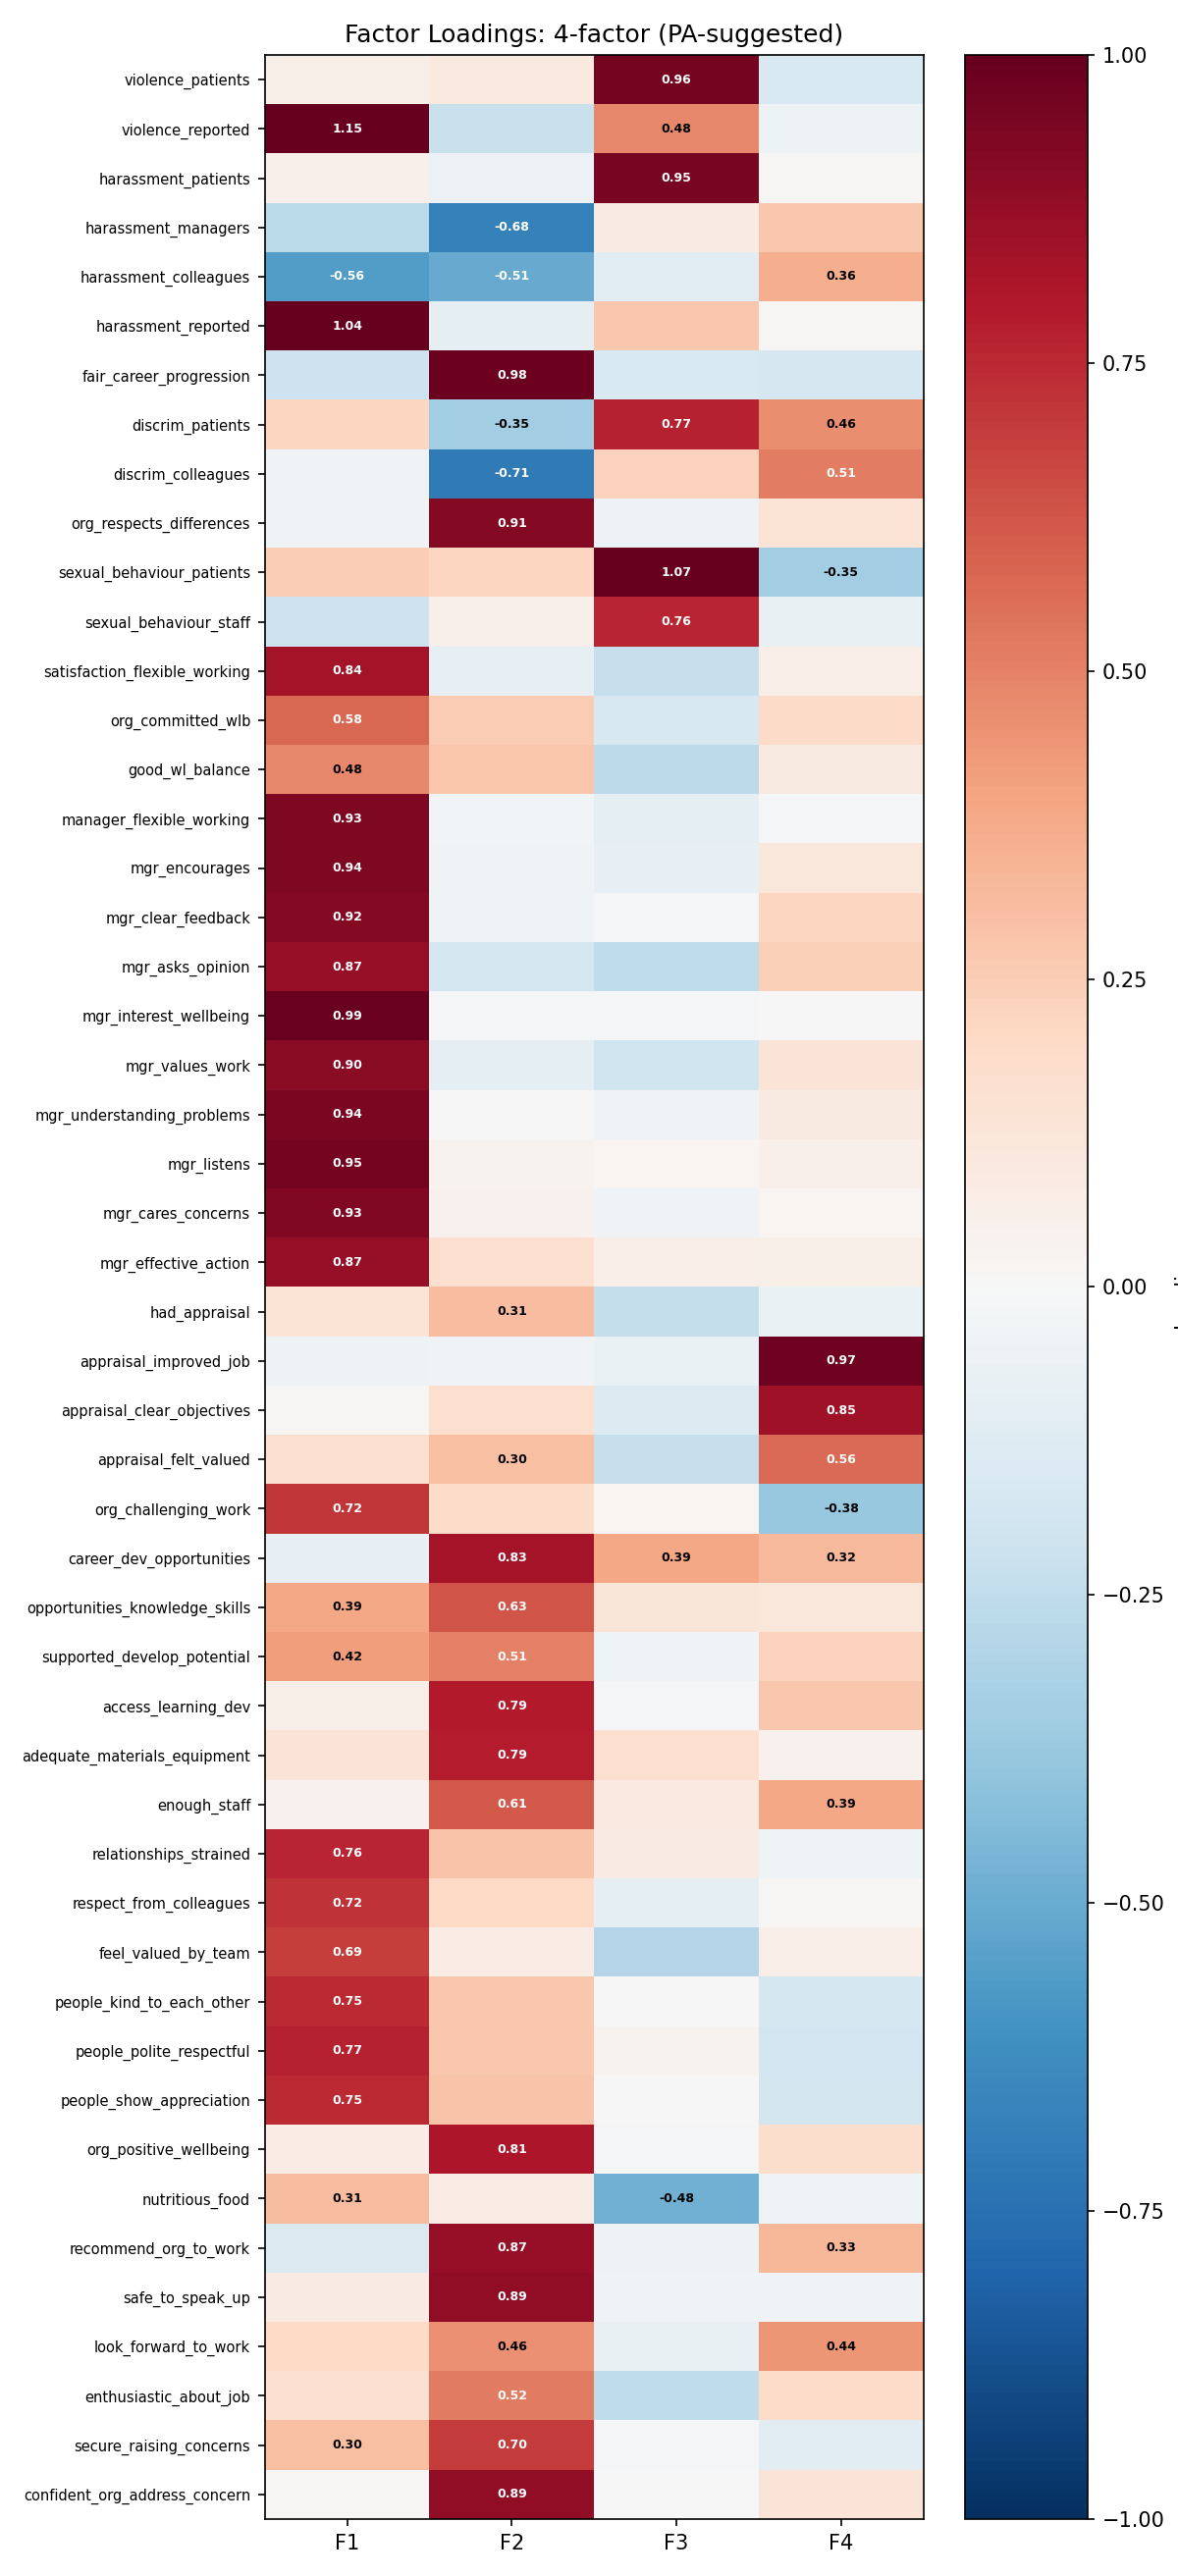 Factor Loadings: 4-factor (PA-suggested)
violence_patients 0.96
violence_reported 1.15 0.48
harassment_patients 0.95
harassment_managers -0.68
harassment_colleagues -0.56 -0.51 0.36
harassment_reported 1.04
fair_career_progression 0.98
discrim_patients -0.35 0.77 0.46
discrim_colleagues -0.71 0.51
org_respects_differences 0.91
sexual_behaviour_patients 1.07 -0.35
sexual_behaviour_staff 0.76
satisfaction_flexible_working 0.84
org_committed_wlb 0.58
good_wl_balance 0.48
manager_flexible_working 0.93
mgr_encourages 0.94
mgr_clear_feedback 0.92
mgr_asks_opinion 0.87
mgr_interest_wellbeing 0.99
mgr_values_work 0.90
mgr_understanding_problems 0.94
mgr_listens 0.95
mgr_cares_concerns 0.93
mgr_effective_action 0.87
had_appraisal 0.31
appraisal_improved_job 0.97
appraisal_clear_objectives 0.85
appraisal_felt_valued 0.30 0.56
org_challenging_work 0.72 -0.38
career_dev_opportunities 0.83 0.39 0.32
opportunities_knowledge_skills 0.39 0.63
supported_develop_potential 0.42 0.51
access_learning_dev 0.79
adequate_materials_equipment 0.79
enough_staff 0.61 0.39
relationships_strained 0.76
respect_from_colleagues 0.72
feel_valued_by_team 0.69
people_kind_to_each_other 0.75
people_polite_respectful 0.77
people_show_appreciation 0.75
org_positive_wellbeing 0.81
nutritious_food 0.31 -0.48
recommend_org_to_work 0.87 0.33
safe_to_speak_up 0.89
look_forward_to_work 0.46 0.44
enthusiastic_about_job 0.52
secure_raising_concerns 0.30 0.70
confident_org_address_concern 0.89
F1 F2 F3 F4
1.00
0.75
0.50
0.25
0.00
−0.25
−0.50
−0.75
−1.00